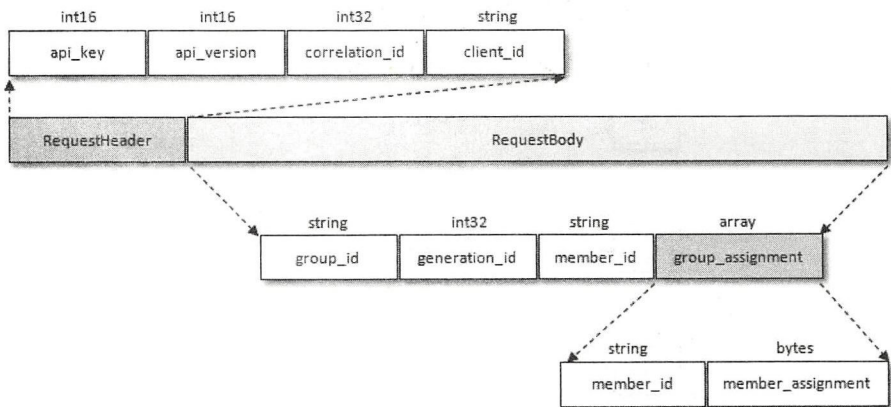 int16 int16 int32 string
api_key api_version correlation_id client_id
RequestHeader RequestBody
string int32 string array
group_id generation_id member_id group_assignment
string bytes
member_id member_assignment